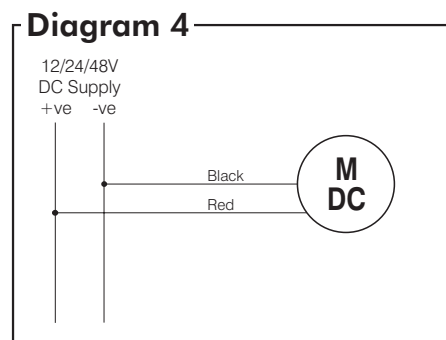 Diagram 4
12/24/48V
DC Supply
+ve -ve
Black
Red
M
DC